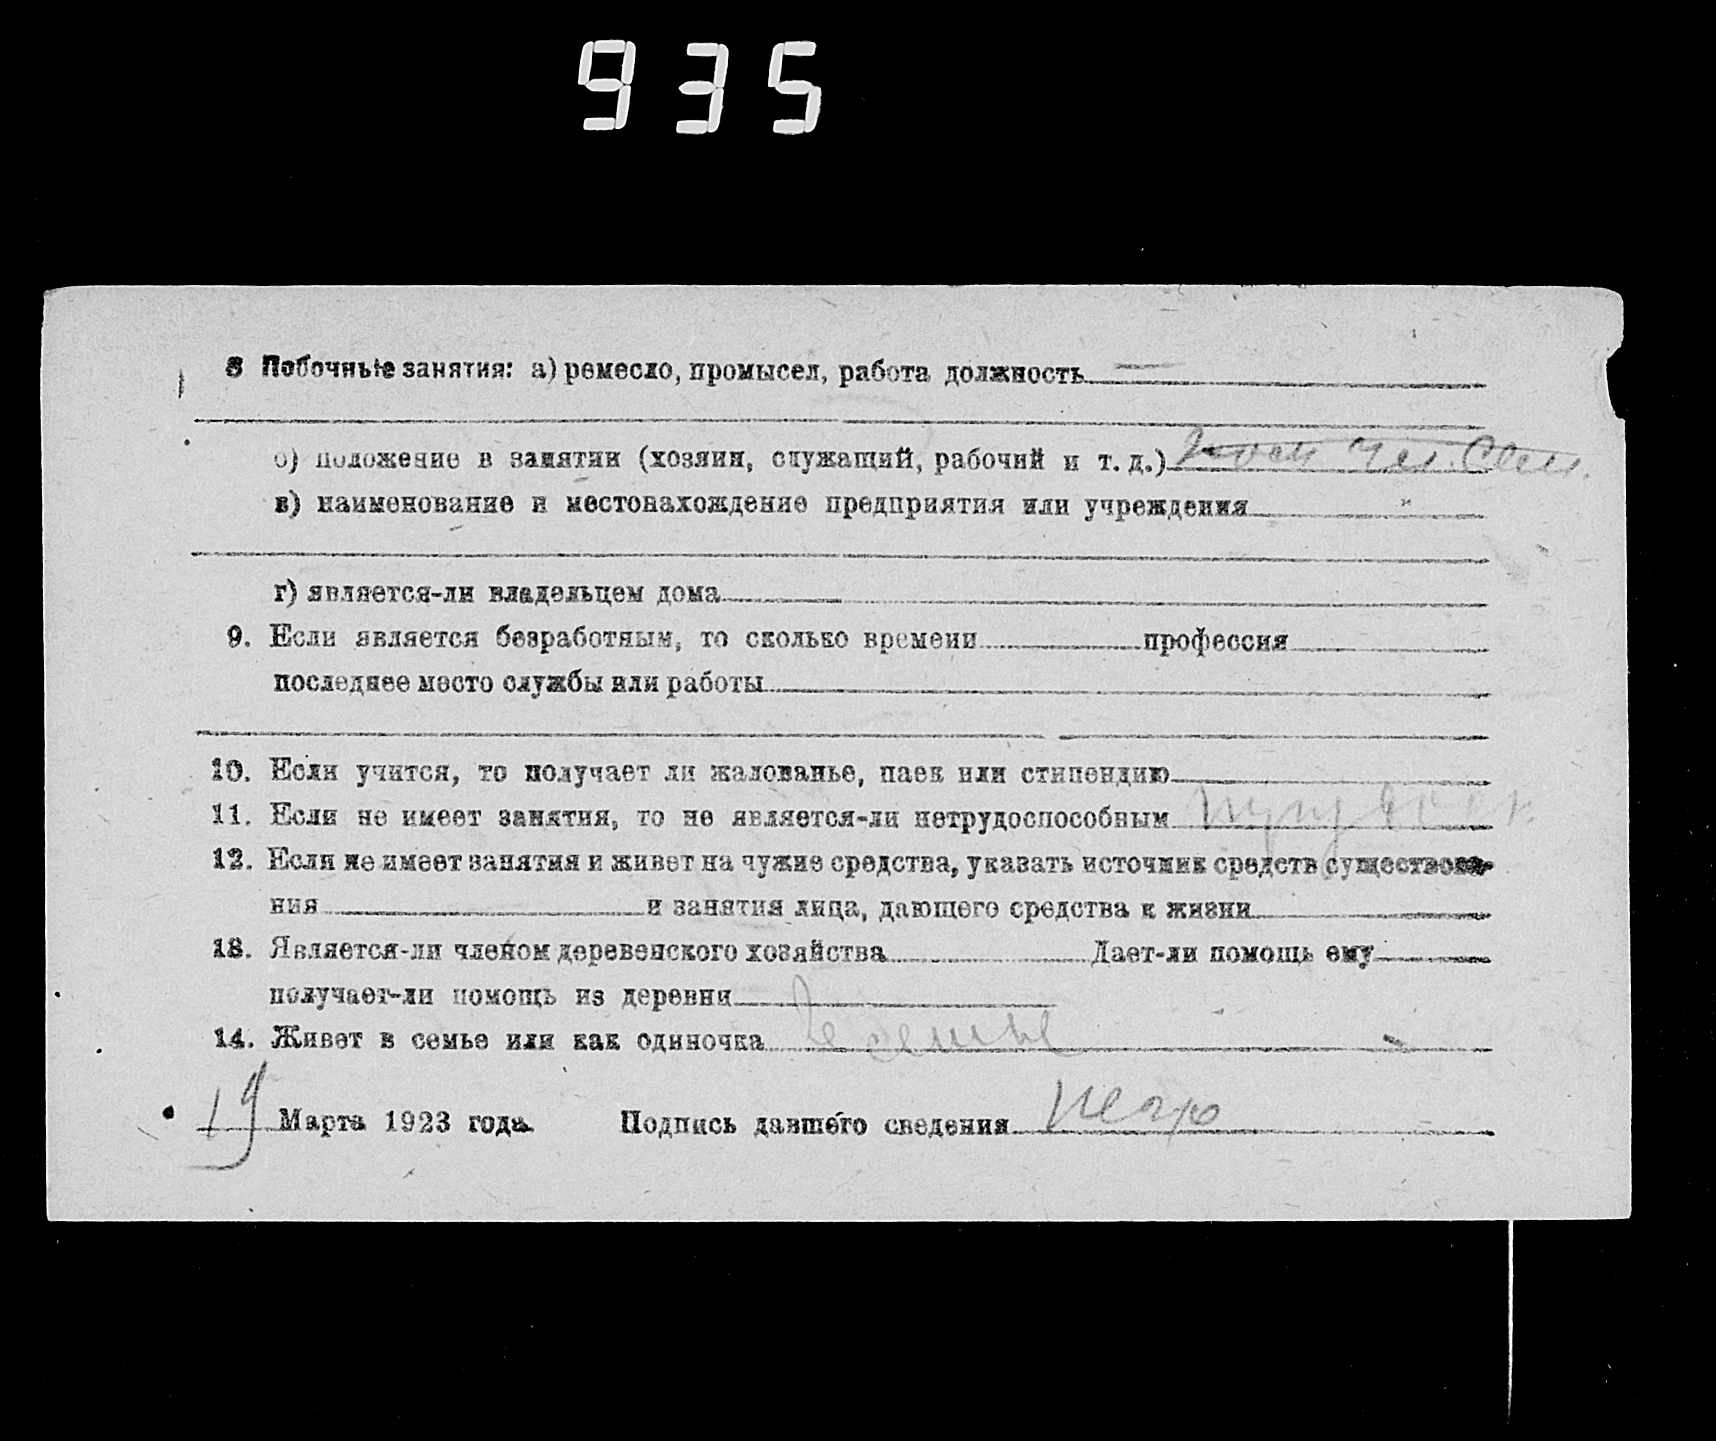 935
8 Побочные занятия: а) ремесло, промысел, работа должность —
б) положение в занятии (хозяин, служащий, рабочий и т. д.)
в) наименование и местонахождение предприятия или учреждения "
г) является-ли владельцем дома
9. Если является безработным, то сколько времени профессия
последнее место службы или работы
10. Если учится, то получает ли жалованье, паек или стипендию
11. Если не имеет занятия, то не является-ли нетрудоспособным
12. Если не имеет занятия и живет на чужие средства, указать источник средств существова-
ния и занятия лица, дающего средства к жизни
13. Является-ли членом деревенского хозяйства Дает-ли помощь ему
получает-ли помощь из деревни
14. Живет в семье или как одиночка в семье
19 Марта 1923 года. Подпись давшего сведения